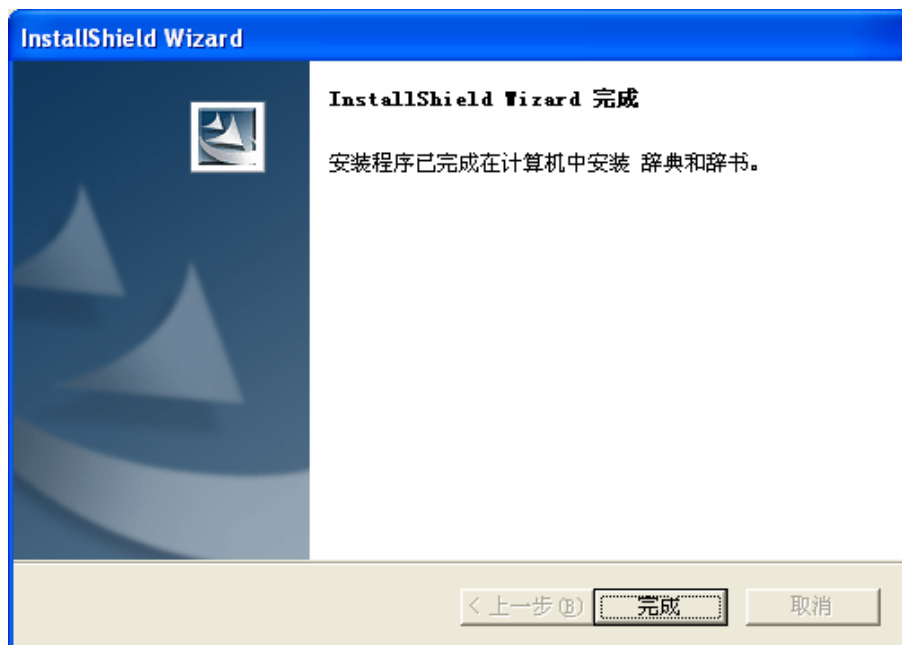 InstallShield Wizard
InstallShield Wizard 完成
安装程序已完成在计算机中安装 辞典和辞书。
< 上一步(B)
完成
取消